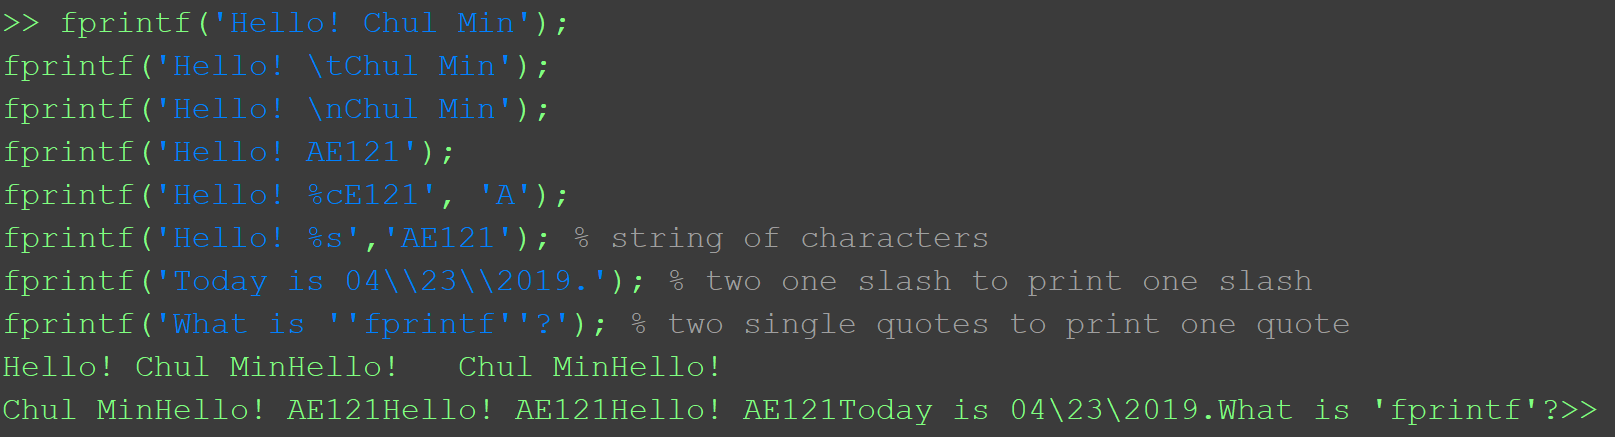 >> fprintf('Hello! Chul Min');
fprintf('Hello! \tChul Min');
fprintf('Hello! \nChul Min');
fprintf('Hello! AE121');
fprintf('Hello! %cE121', 'A');
fprintf('Hello! %s','AE121'); % string of characters
fprintf('Today is 04\\23\\2019.'); % two one slash to print one slash
fprintf('What is ''fprintf''?'); % two single quotes to print one quote
Hello! Chul MinHello!   Chul MinHello!
Chul MinHello! AE121Hello! AE121Hello! AE121Today is 04\23\2019.What is 'fprintf'?>>